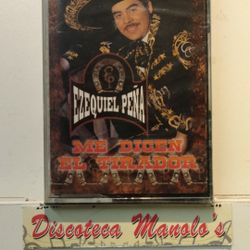 EZEQUIEL PEÑA
ME DICEN
EL TIRADOR
Discoteca Manolo's